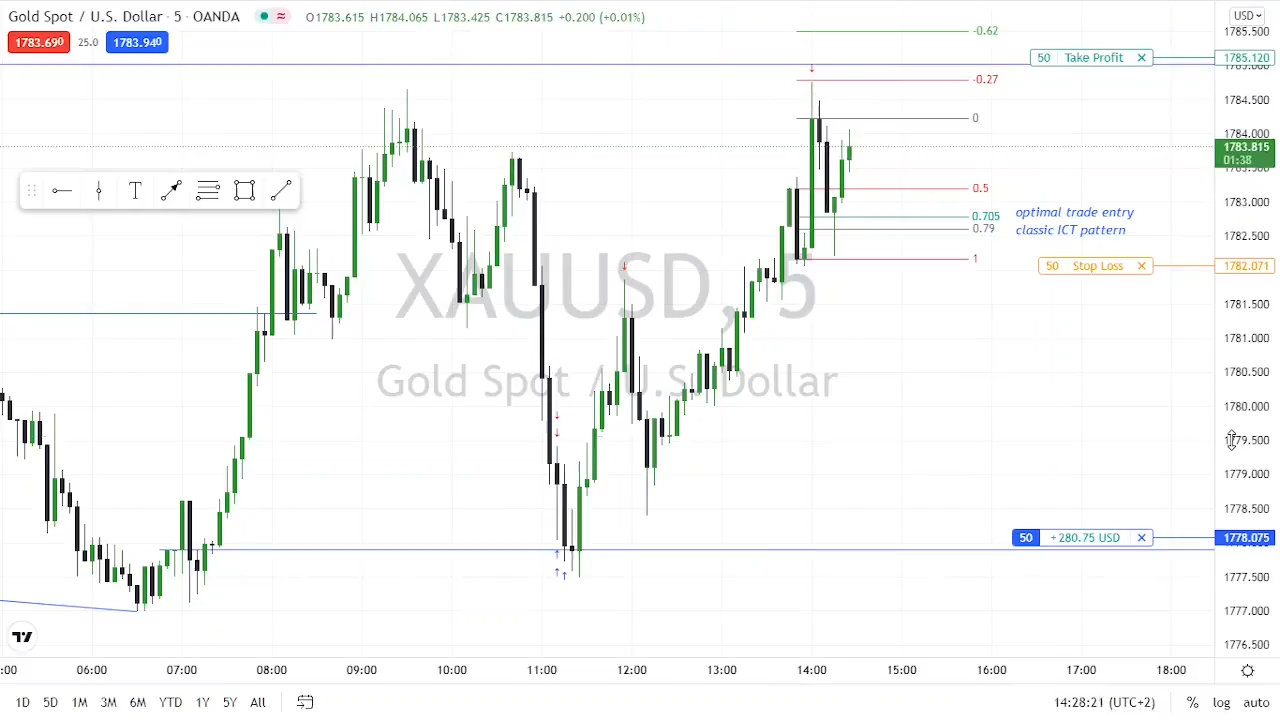 Gold Spot / U.S. Dollar · 5 · OANDA O1783.615 H1784.065 L1783.425 C1783.815 +0.200 (+0.01%)
USD
1783.690 25.0 1783.940
1785.500
-0.62
50 Take Profit ✕ 1785.120
-0.27
1784.500
0
1784.000
1783.815
01:38
T
0.5
1783.000
0.705 optimal trade entry
0.79 classic ICT pattern
1782.500
XAUUSD, 5
1
50 Stop Loss ✕ 1782.071
1781.500
1781.000
Gold Spot / U.S. Dollar
1780.500
1780.000
1779.500
1779.000
1778.500
50 +280.75 USD ✕ 1778.075
1777.500
1777.000
1776.500
:00 06:00 07:00 08:00 09:00 10:00 11:00 12:00 13:00 14:00 15:00 16:00 17:00 18:00
1D 5D 1M 3M 6M YTD 1Y 5Y All 14:28:21 (UTC+2) % log auto